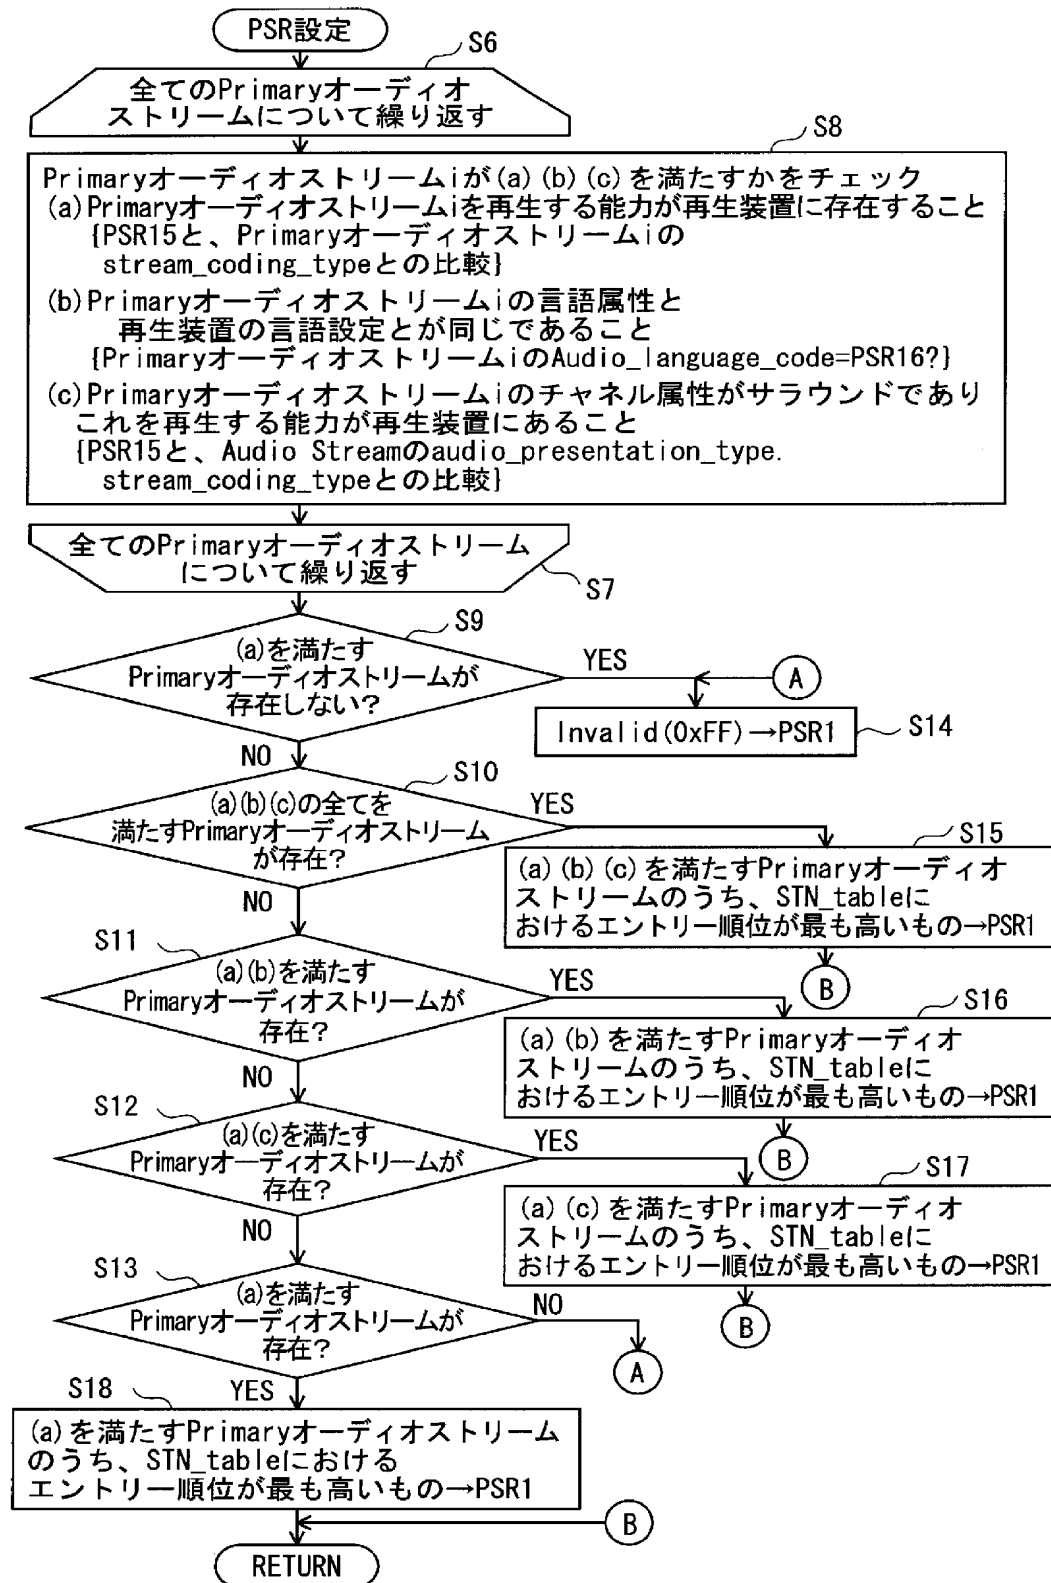 PSR設定
S6
全てのPrimaryオーディオ
ストリームについて繰り返す
S8
Primaryオーディオストリームiが(a)(b)(c)を満たすかをチェック
(a)Primaryオーディオストリームiを再生する能力が再生装置に存在すること
{PSR15と、Primaryオーディオストリームiの
stream_coding_typeとの比較}
(b)Primaryオーディオストリームiの言語属性と
再生装置の言語設定とが同じであること
{PrimaryオーディオストリームiのAudio_language_code=PSR16?}
(c)Primaryオーディオストリームiのチャネル属性がサラウンドであり
これを再生する能力が再生装置にあること
{PSR15と、Audio Streamのaudio_presentation_type.
stream_coding_typeとの比較}
全てのPrimaryオーディオストリーム
について繰り返す
S7
S9
(a)を満たす
Primaryオーディオストリームが
存在しない?
YES
A
Invalid(0xFF)→PSR1
S14
NO
S10
(a)(b)(c)の全てを
満たすPrimaryオーディオストリーム
が存在?
YES
S15
(a)(b)(c)を満たすPrimaryオーディオ
ストリームのうち、STN_tableに
おけるエントリー順位が最も高いもの→PSR1
B
NO
S11
(a)(b)を満たす
Primaryオーディオストリームが
存在?
YES
S16
(a)(b)を満たすPrimaryオーディオ
ストリームのうち、STN_tableに
おけるエントリー順位が最も高いもの→PSR1
B
NO
S12
(a)(c)を満たす
Primaryオーディオストリームが
存在?
YES
S17
(a)(c)を満たすPrimaryオーディオ
ストリームのうち、STN_tableに
おけるエントリー順位が最も高いもの→PSR1
B
NO
S13
(a)を満たす
Primaryオーディオストリームが
存在?
NO
A
YES
S18
(a)を満たすPrimaryオーディオストリーム
のうち、STN_tableにおける
エントリー順位が最も高いもの→PSR1
B
RETURN